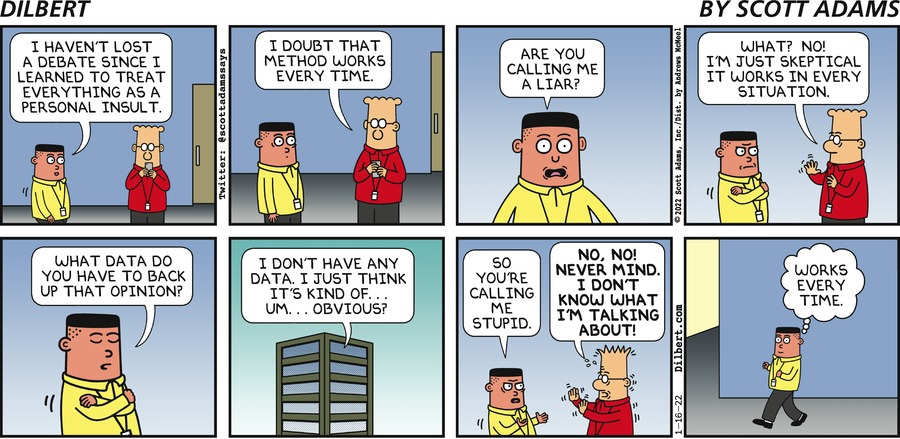 DILBERT
BY SCOTT ADAMS
I HAVEN'T LOST
A DEBATE SINCE I
LEARNED TO TREAT
EVERYTHING AS A
PERSONAL INSULT.
Twitter: @scottadamssays
I DOUBT THAT
METHOD WORKS
EVERY TIME.
ARE YOU
CALLING ME
A LIAR?
©2022 Scott Adams, Inc./Dist. by Andrews McMeel
WHAT? NO!
I'M JUST SKEPTICAL
IT WORKS IN EVERY
SITUATION.
WHAT DATA DO
YOU HAVE TO BACK
UP THAT OPINION?
I DON'T HAVE ANY
DATA. I JUST THINK
IT'S KIND OF...
UM... OBVIOUS?
SO
YOU'RE
CALLING
ME
STUPID.
NO, NO!
NEVER MIND.
I DON'T
KNOW WHAT
I'M TALKING
ABOUT!
1-16-22 Dilbert.com
WORKS
EVERY
TIME.